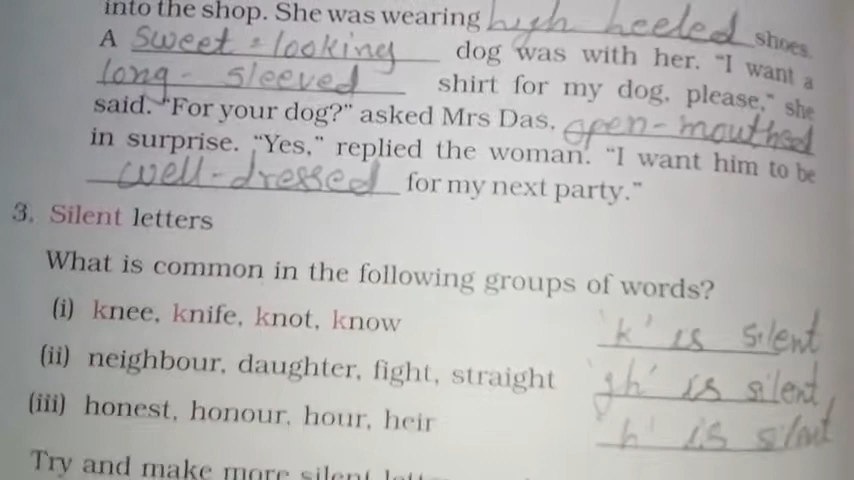 into the shop. She was wearing high heeled shoes.
A sweet-looking dog was with her. "I want a
long-sleeved shirt for my dog, please," she
said. "For your dog?" asked Mrs Das, open-mouthed
in surprise. "Yes," replied the woman. "I want him to be
well-dressed for my next party."
3. Silent letters
What is common in the following groups of words?
(i) knee, knife, knot, know 'k' is silent
(ii) neighbour, daughter, fight, straight 'gh' is silent
(iii) honest, honour, hour, heir 'h' is silent
Try and make more silent